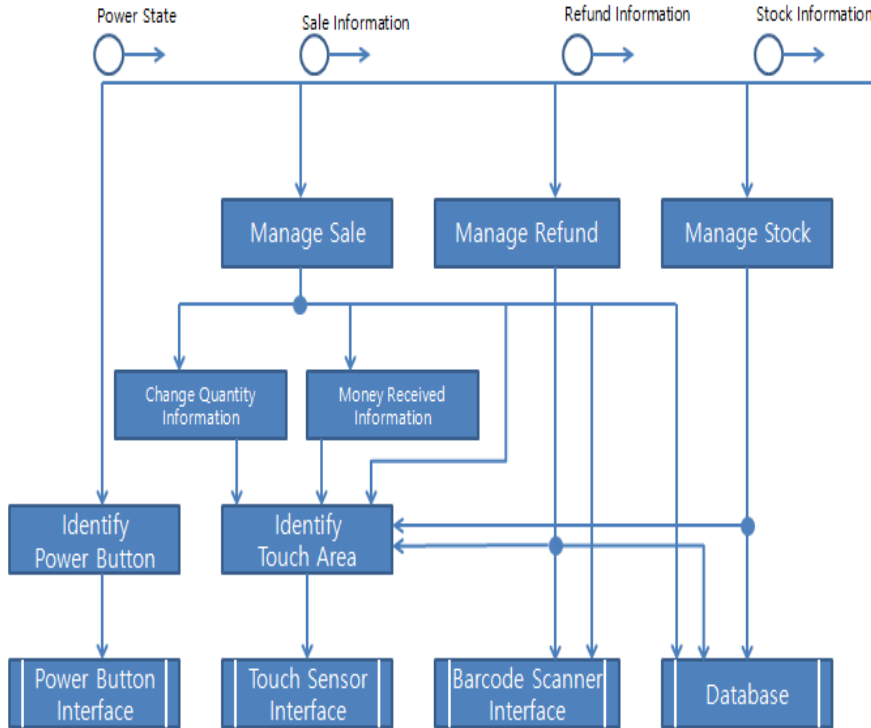 Power State
Sale Information
Refund Information
Stock Information
Manage Sale
Manage Refund
Manage Stock
Change Quantity
Information
Money Received
Information
Identify
Power Button
Identify
Touch Area
Power Button
Interface
Touch Sensor
Interface
Barcode Scanner
Interface
Database